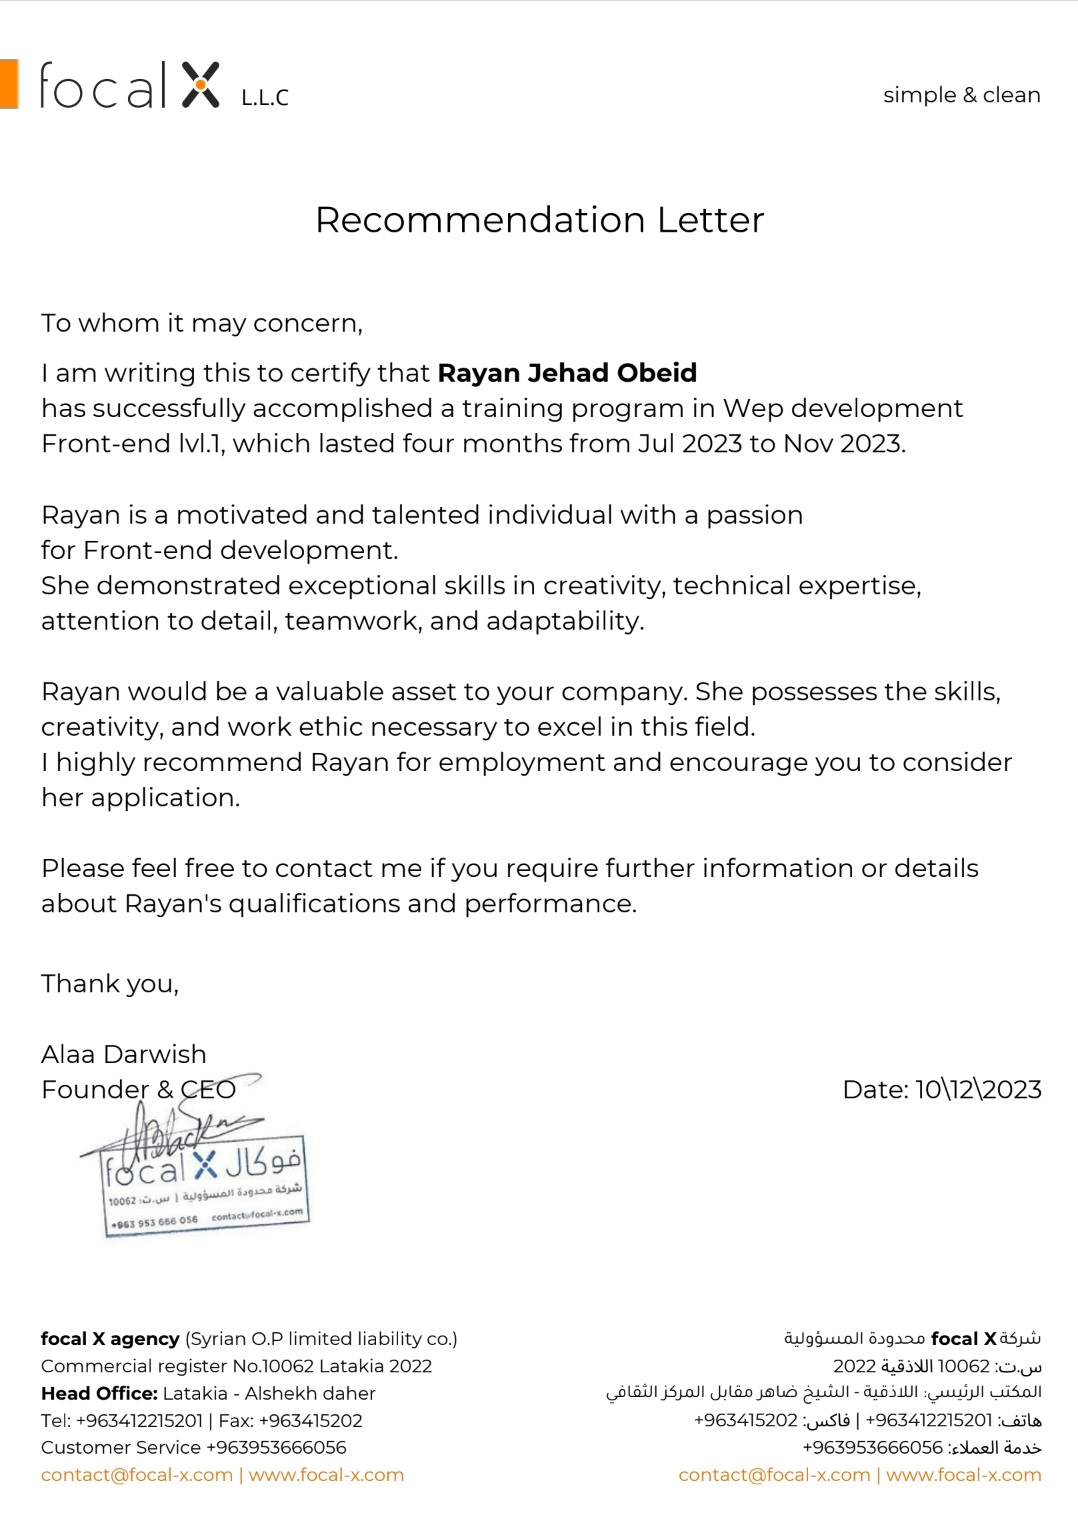 focal X L.L.C
simple & clean
Recommendation Letter
To whom it may concern,
I am writing this to certify that Rayan Jehad Obeid
has successfully accomplished a training program in Wep development
Front-end lvl.1, which lasted four months from Jul 2023 to Nov 2023.
Rayan is a motivated and talented individual with a passion
for Front-end development.
She demonstrated exceptional skills in creativity, technical expertise,
attention to detail, teamwork, and adaptability.
Rayan would be a valuable asset to your company. She possesses the skills,
creativity, and work ethic necessary to excel in this field.
I highly recommend Rayan for employment and encourage you to consider
her application.
Please feel free to contact me if you require further information or details
about Rayan's qualifications and performance.
Thank you,
Alaa Darwish
Founder & CEO
Date: 10\12\2023
focal X فوكال
شركة محدودة المسؤولية | س.ت: 10062
+963 953 666 056 contact@focal-x.com
focal X agency (Syrian O.P limited liability co.)
Commercial register No.10062 Latakia 2022
Head Office: Latakia - Alshekh daher
Tel: +963412215201 | Fax: +963415202
Customer Service +963953666056
contact@focal-x.com | www.focal-x.com
شركة focal X محدودة المسؤولية
س.ت: 10062 اللاذقية 2022
المكتب الرئيسي: اللاذقية - الشيخ ضاهر مقابل المركز الثقافي
هاتف: 963412215201+ | فاكس: 963415202+
خدمة العملاء: 963953666056+
contact@focal-x.com | www.focal-x.com